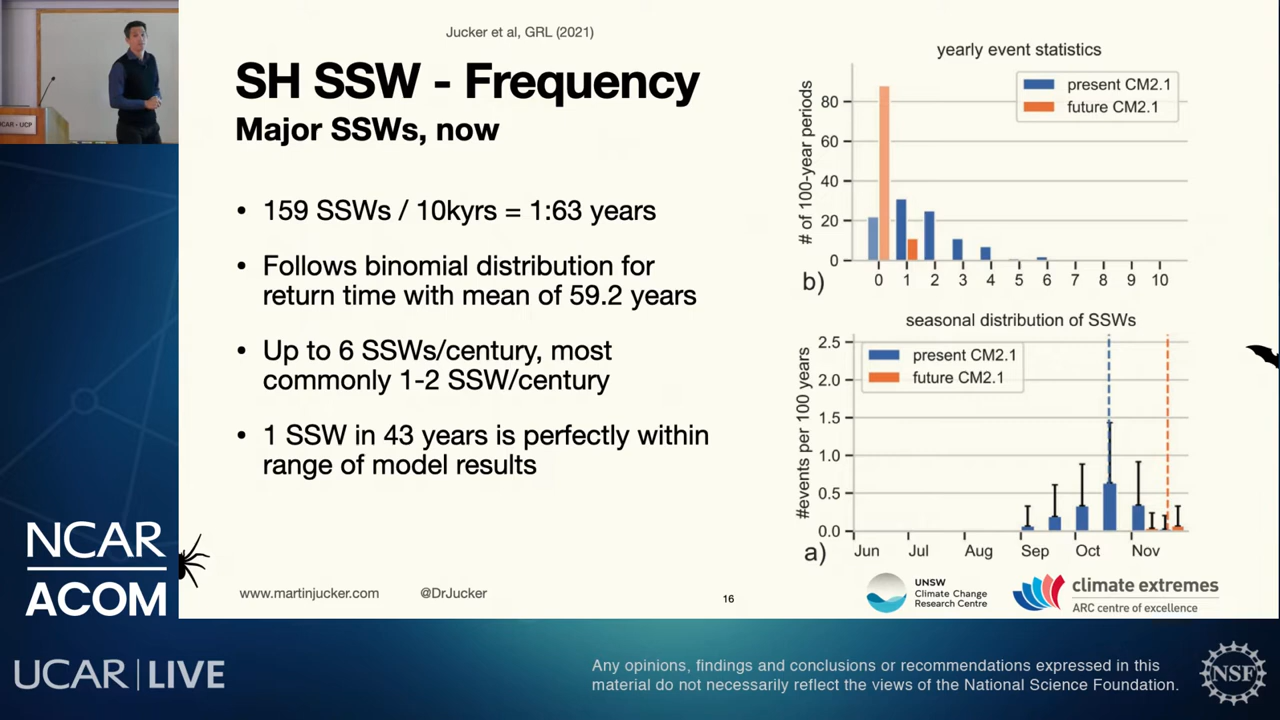 Jucker et al, GRL (2021)
SH SSW - Frequency
Major SSWs, now
• 159 SSWs / 10kyrs = 1:63 years
• Follows binomial distribution for
return time with mean of 59.2 years
• Up to 6 SSWs/century, most
commonly 1-2 SSW/century
• 1 SSW in 43 years is perfectly within
range of model results
yearly event statistics
present CM2.1
future CM2.1
# of 100-year periods
80
60
40
20
0
0 1 2 3 4 5 6 7 8 9 10
b)
seasonal distribution of SSWs
present CM2.1
future CM2.1
#events per 100 years
2.5
2.0
1.5
1.0
0.5
0.0
Jun Jul Aug Sep Oct Nov
a)
www.martinjucker.com @DrJucker
16
UNSW
Climate Change
Research Centre
climate extremes
ARC centre of excellence
UCAR - UCP
NCAR
ACOM
UCAR | LIVE
Any opinions, findings and conclusions or recommendations expressed in this
material do not necessarily reflect the views of the National Science Foundation.
NSF